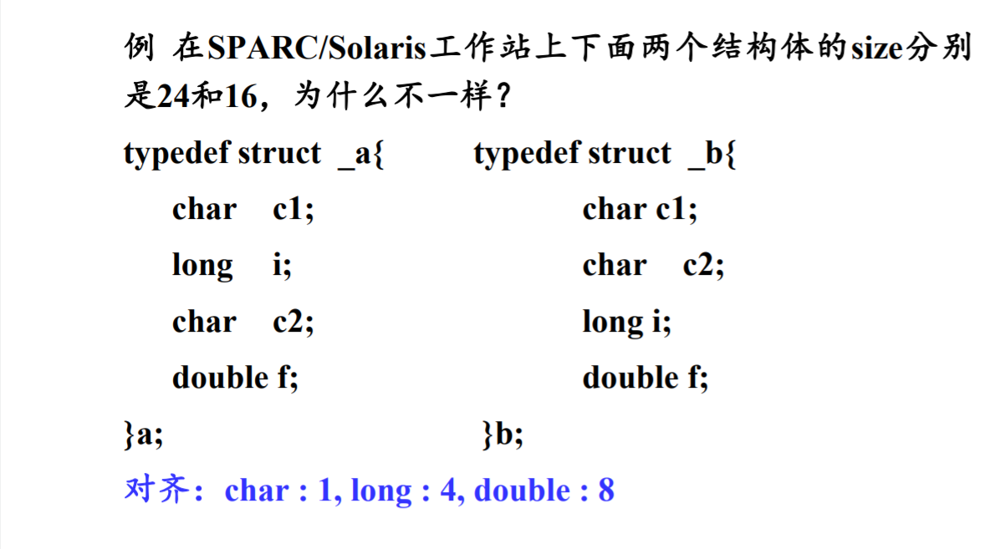 例 在SPARC/Solaris工作站上下面两个结构体的size分别
是24和16，为什么不一样？
typedef struct _a{ typedef struct _b{
char c1; char c1;
long i; char c2;
char c2; long i;
double f; double f;
}a; }b;
对齐：char : 1, long : 4, double : 8